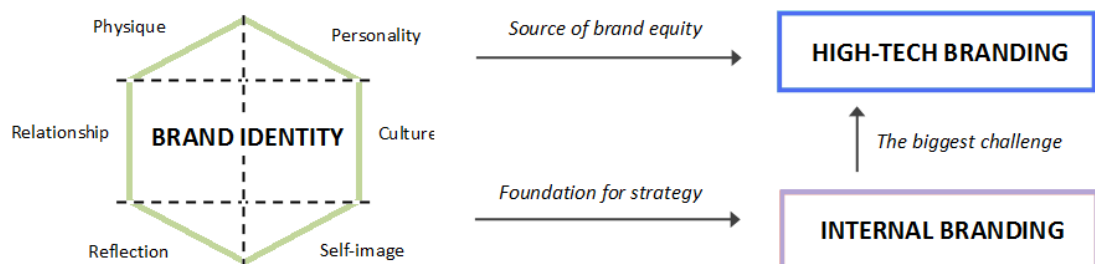 Physique
Personality
Relationship
BRAND IDENTITY
Culture
Reflection
Self-image
Source of brand equity
HIGH-TECH BRANDING
The biggest challenge
Foundation for strategy
INTERNAL BRANDING